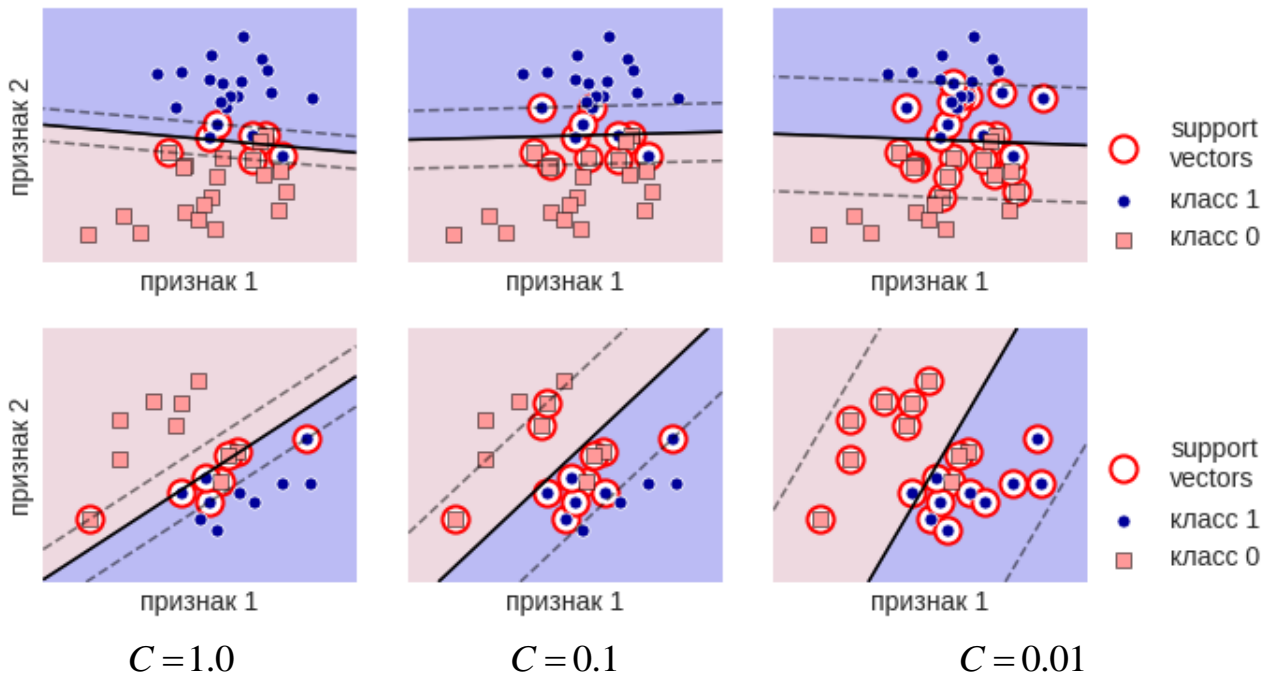 признак 2
признак 1
признак 1
признак 1
support
vectors
класс 1
класс 0
признак 2
признак 1
признак 1
признак 1
support
vectors
класс 1
класс 0
C = 1.0
C = 0.1
C = 0.01